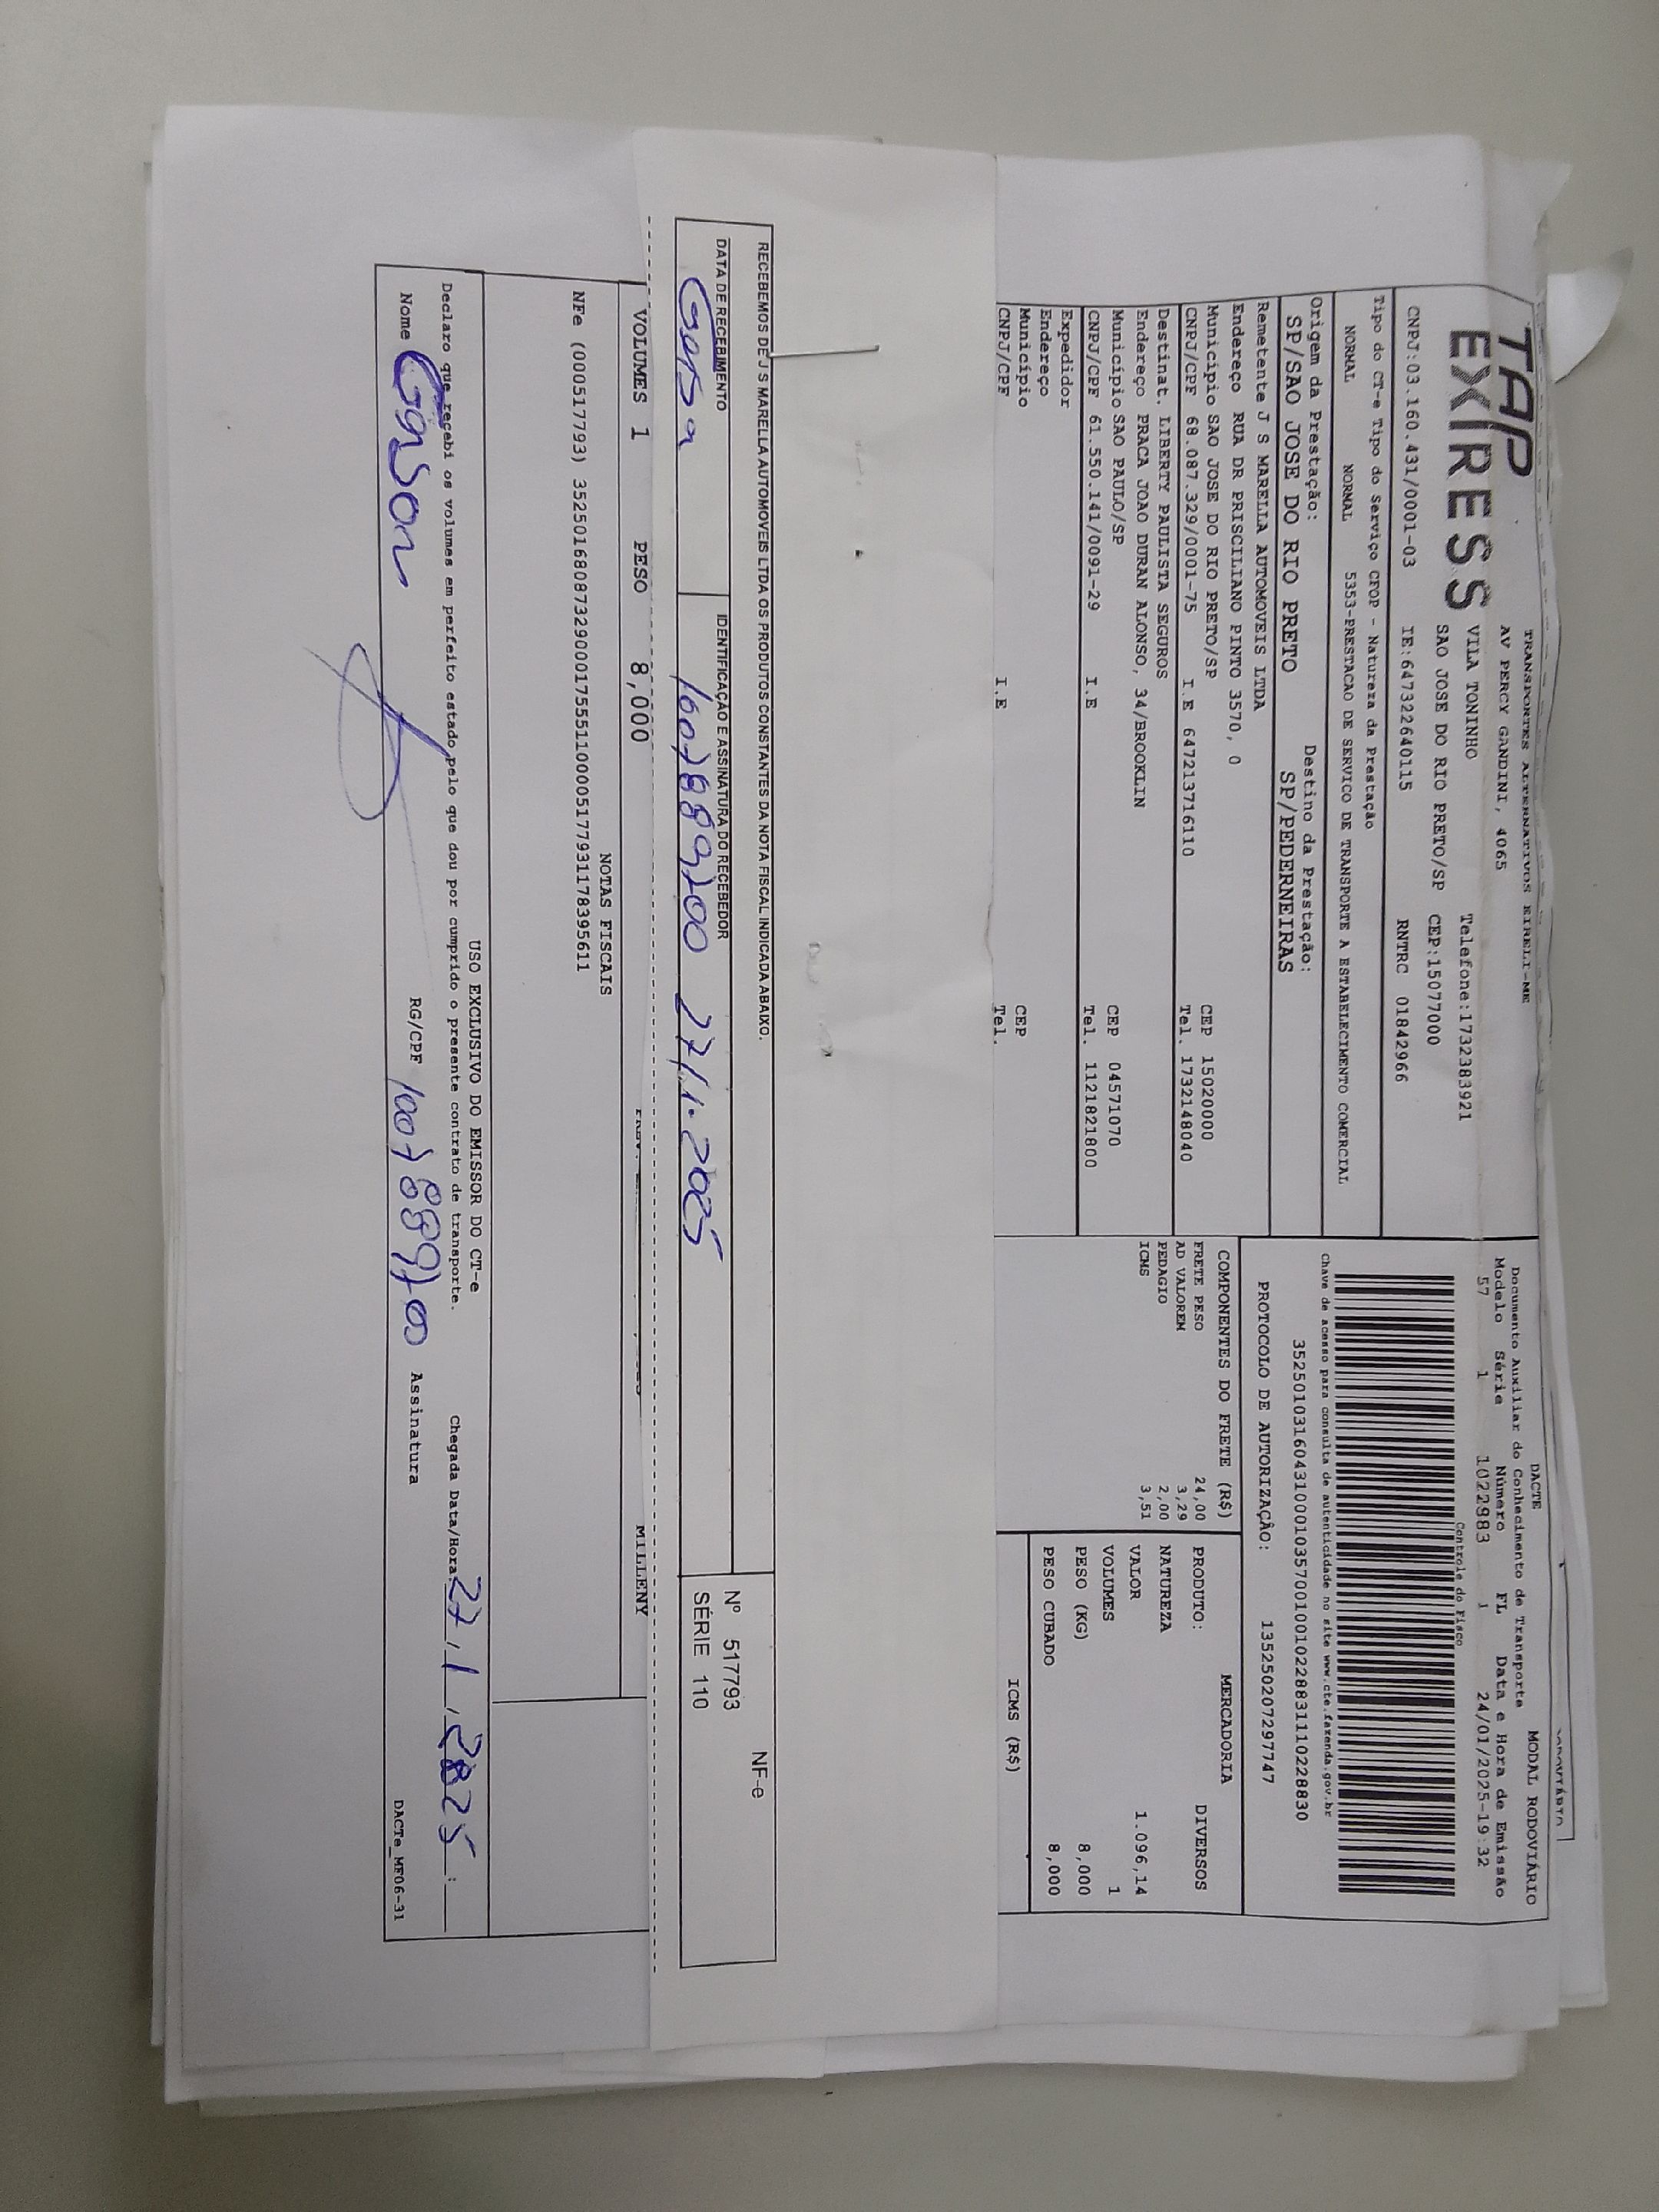 TAP
EXPRESS
TRANSPORTES ALTERNATIVOS EIRELI-ME
AV PERCY GANDINI, 4065
VILA TONINHO Telefone:1732383921
SAO JOSE DO RIO PRETO/SP CEP:15077000
CNPJ:03.160.431/0001-03 IE:647322640115 RNTRC 01842966
Tipo do CT-e Tipo do Serviço CFOP - Natureza da Prestação
NORMAL NORMAL 5353-PRESTACAO DE SERVICO DE TRANSPORTE A ESTABELECIMENTO COMERCIAL
Origem da Prestação: Destino da Prestação:
SP/SAO JOSE DO RIO PRETO SP/PEDERNEIRAS
Remetente J S MARELLA AUTOMOVEIS LTDA
Endereço RUA DR PRISCILIANO PINTO 3570, 0
Município SAO JOSE DO RIO PRETO/SP CEP 15020000
CNPJ/CPF 68.087.329/0001-75 I.E 647213716110 Tel. 1732148040
Destinat. LIBERTY PAULISTA SEGUROS
Endereço PRACA JOAO DURAN ALONSO, 34/BROOKLIN
Município SAO PAULO/SP CEP 04571070
CNPJ/CPF 61.550.141/0091-29 I.E Tel. 1121821800
Expedidor
Endereço
Município CEP
CNPJ/CPF I.E Tel.
DACTE MODAL RODOVIÁRIO
Documento Auxiliar do Conhecimento de Transporte
Modelo Série Número FL Data e Hora de Emissão
57 1 1022883 1 24/01/2025-19:32
Controle do Fisco
Chave de acesso para consulta de autenticidade no site www.cte.fazenda.gov.br
35250103160431000103570010010228831110228830
PROTOCOLO DE AUTORIZAÇÃO: 135250207297747
COMPONENTES DO FRETE (R$)
FRETE PESO 24,00
AD VALOREM 3,29
PEDAGIO 2,00
ICMS 3,51
MERCADORIA
PRODUTO: DIVERSOS
NATUREZA
VALOR 1.096,14
VOLUMES 1
PESO (KG) 8,000
PESO CUBADO 8,000
ICMS (R$)
RECEBEMOS DE J S MARELLA AUTOMOVEIS LTDA OS PRODUTOS CONSTANTES DA NOTA FISCAL INDICADA ABAIXO.
DATA DE RECEBIMENTO IDENTIFICAÇÃO E ASSINATURA DO RECEBEDOR
1007889700 27/1.2025
NF-e
Nº 517793
SÉRIE 110
VOLUMES 1 PESO 8,000 MILLENY
NOTAS FISCAIS
NFe (000517793) 35250168087329000175551100005177931178395611
USO EXCLUSIVO DO EMISSOR DO CT-e
Declaro que recebi os volumes em perfeito estado pelo que dou por cumprido o presente contrato de transporte. Chegada Data/Hora 27/1/2025 :
Nome Gerson RG/CPF 1007889700 Assinatura
DACTe_MF06-31